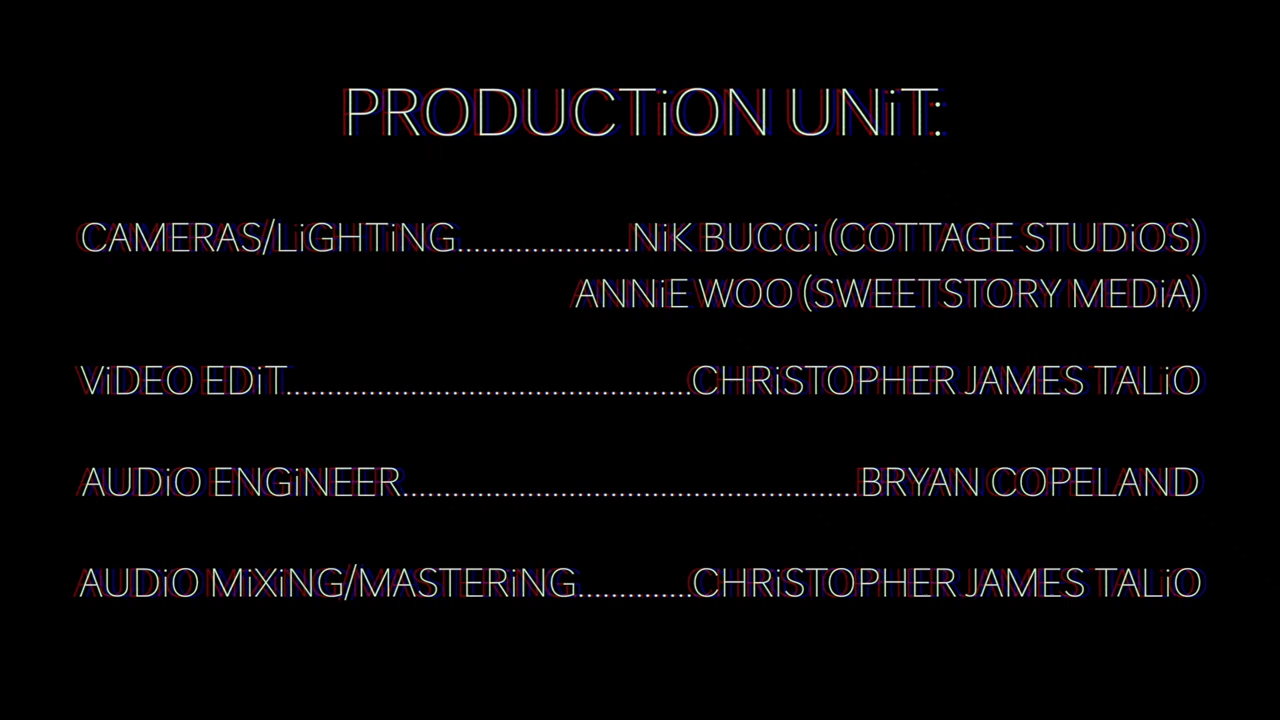 PRODUCTiON UNiT:
CAMERAS/LiGHTiNG.....................NiK BUCCi (COTTAGE STUDiOS)
ANNiE WOO (SWEETSTORY MEDiA)
ViDEO EDiT.................................................CHRiSTOPHER JAMES TALiO
AUDiO ENGiNEER.......................................................BRYAN COPELAND
AUDiO MiXiNG/MASTERiNG..............CHRiSTOPHER JAMES TALiO